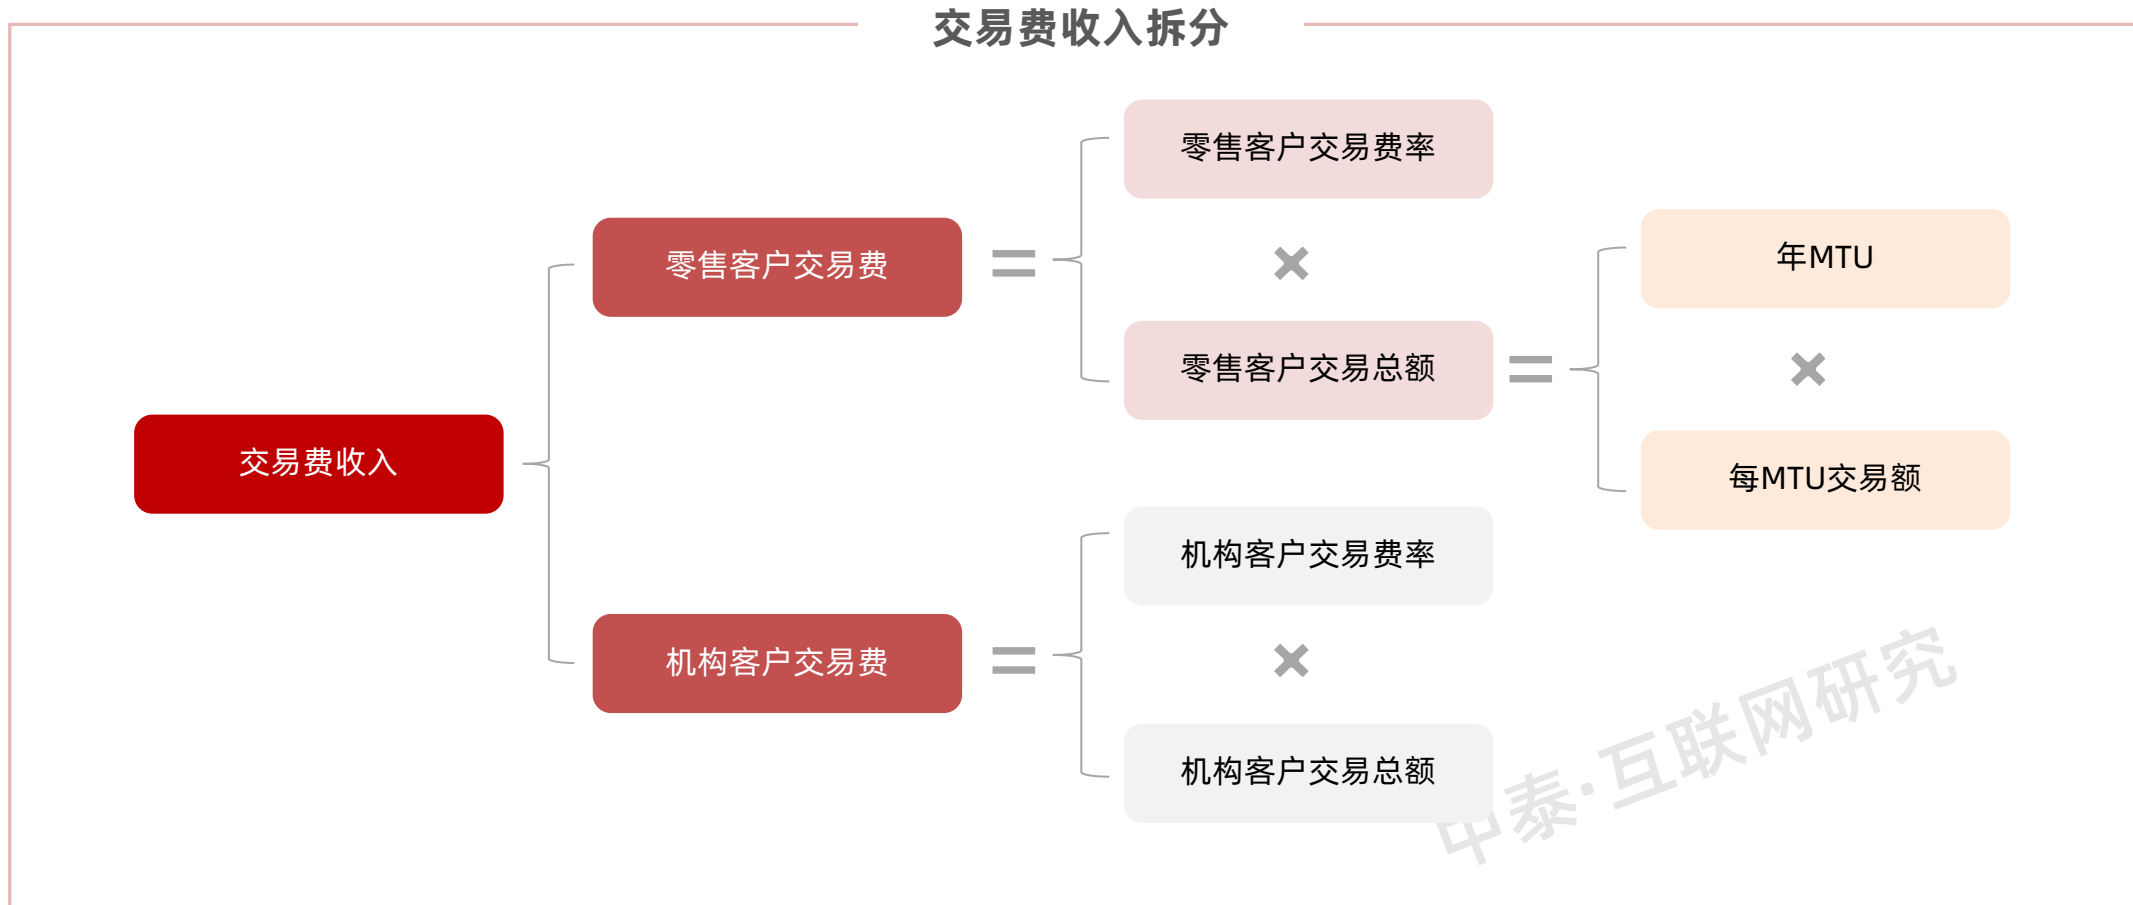 交易费收入拆分
零售客户交易费率
零售客户交易费
=
×
年MTU
零售客户交易总额
=
×
交易费收入
每MTU交易额
机构客户交易费率
机构客户交易费
=
×
机构客户交易总额
中泰·互联网研究